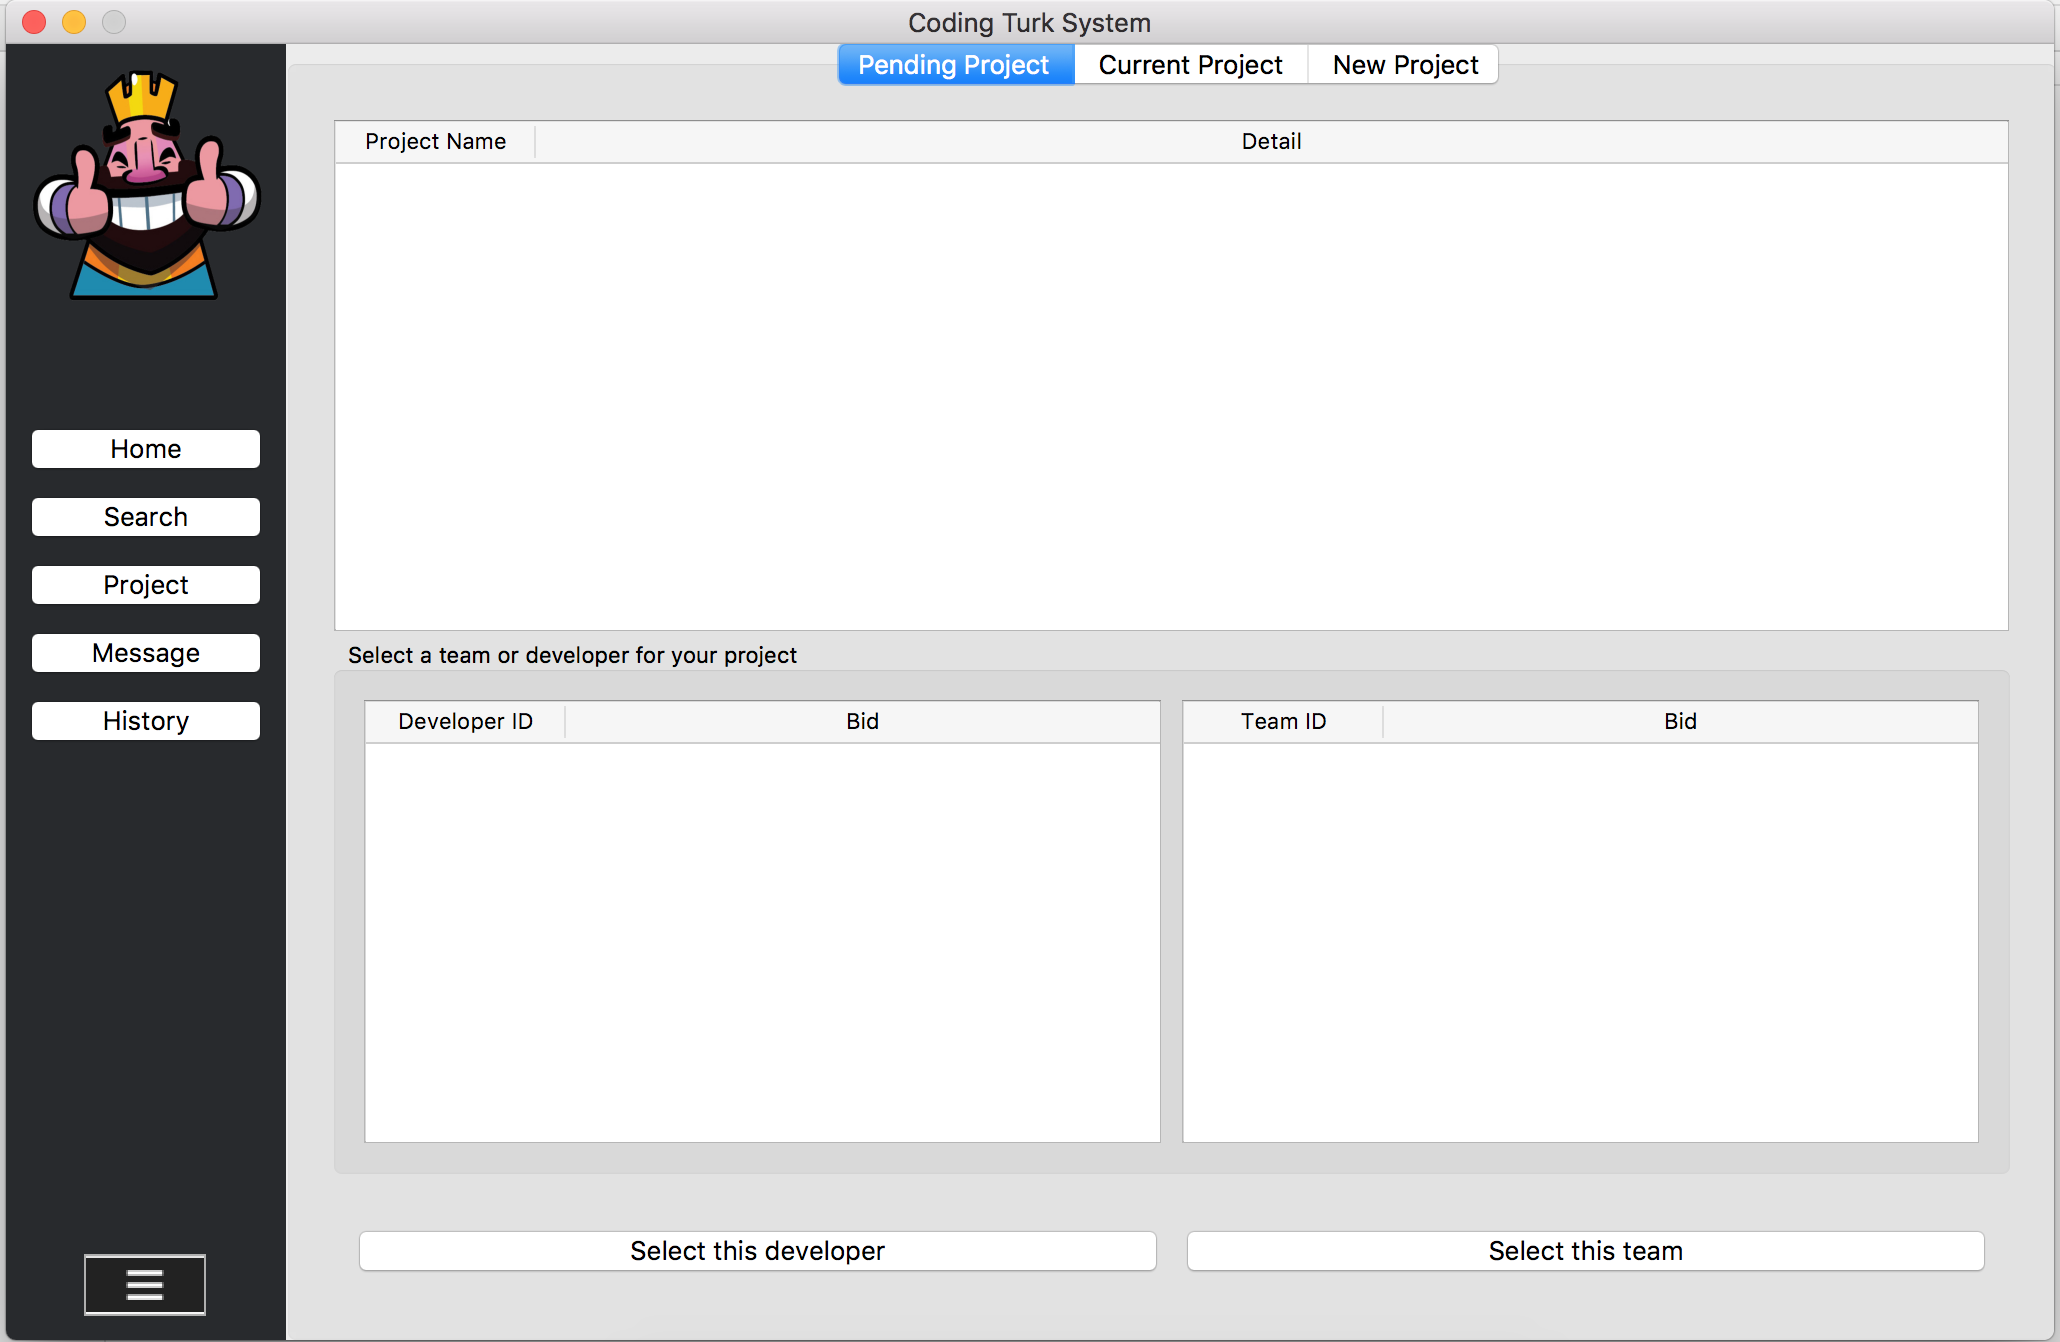 Coding Turk System
Pending Project
Current Project
New Project
Project Name
Detail
Home
Search
Project
Message
History
Select a team or developer for your project
Developer ID
Bid
Team ID
Bid
Select this developer
Select this team